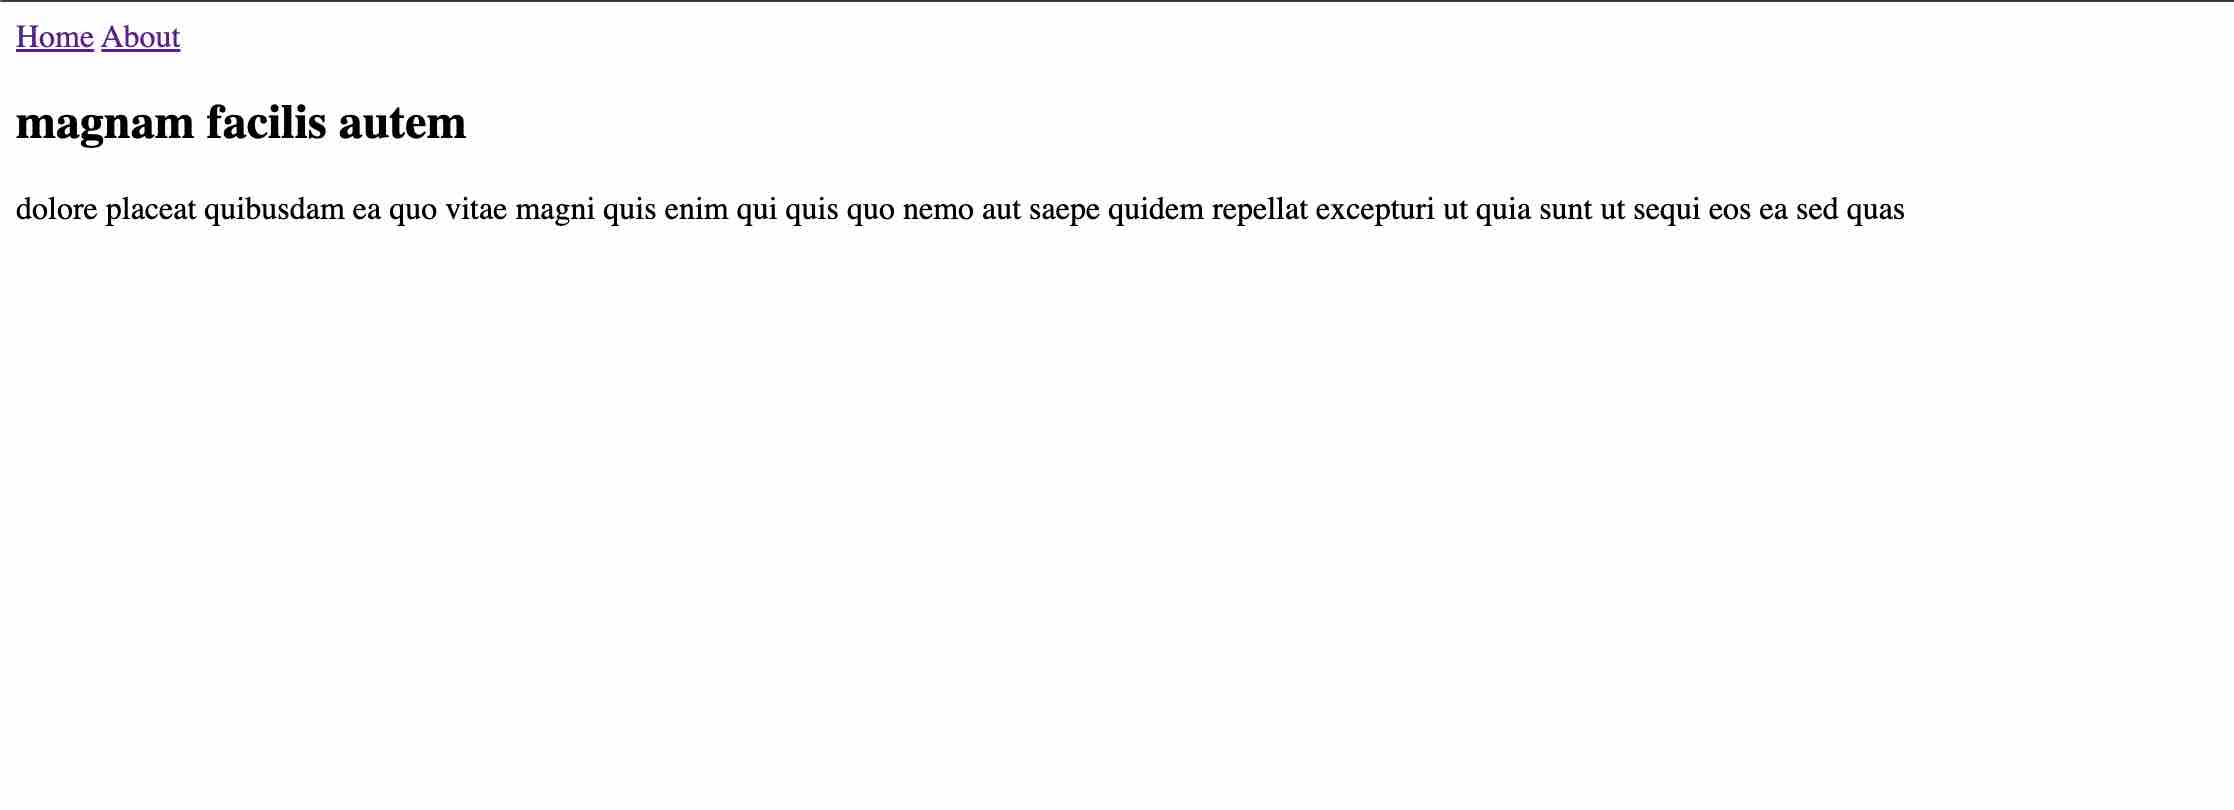 Home About
magnam facilis autem
dolore placeat quibusdam ea quo vitae magni quis enim qui quis quo nemo aut saepe quidem repellat excepturi ut quia sunt ut sequi eos ea sed quas